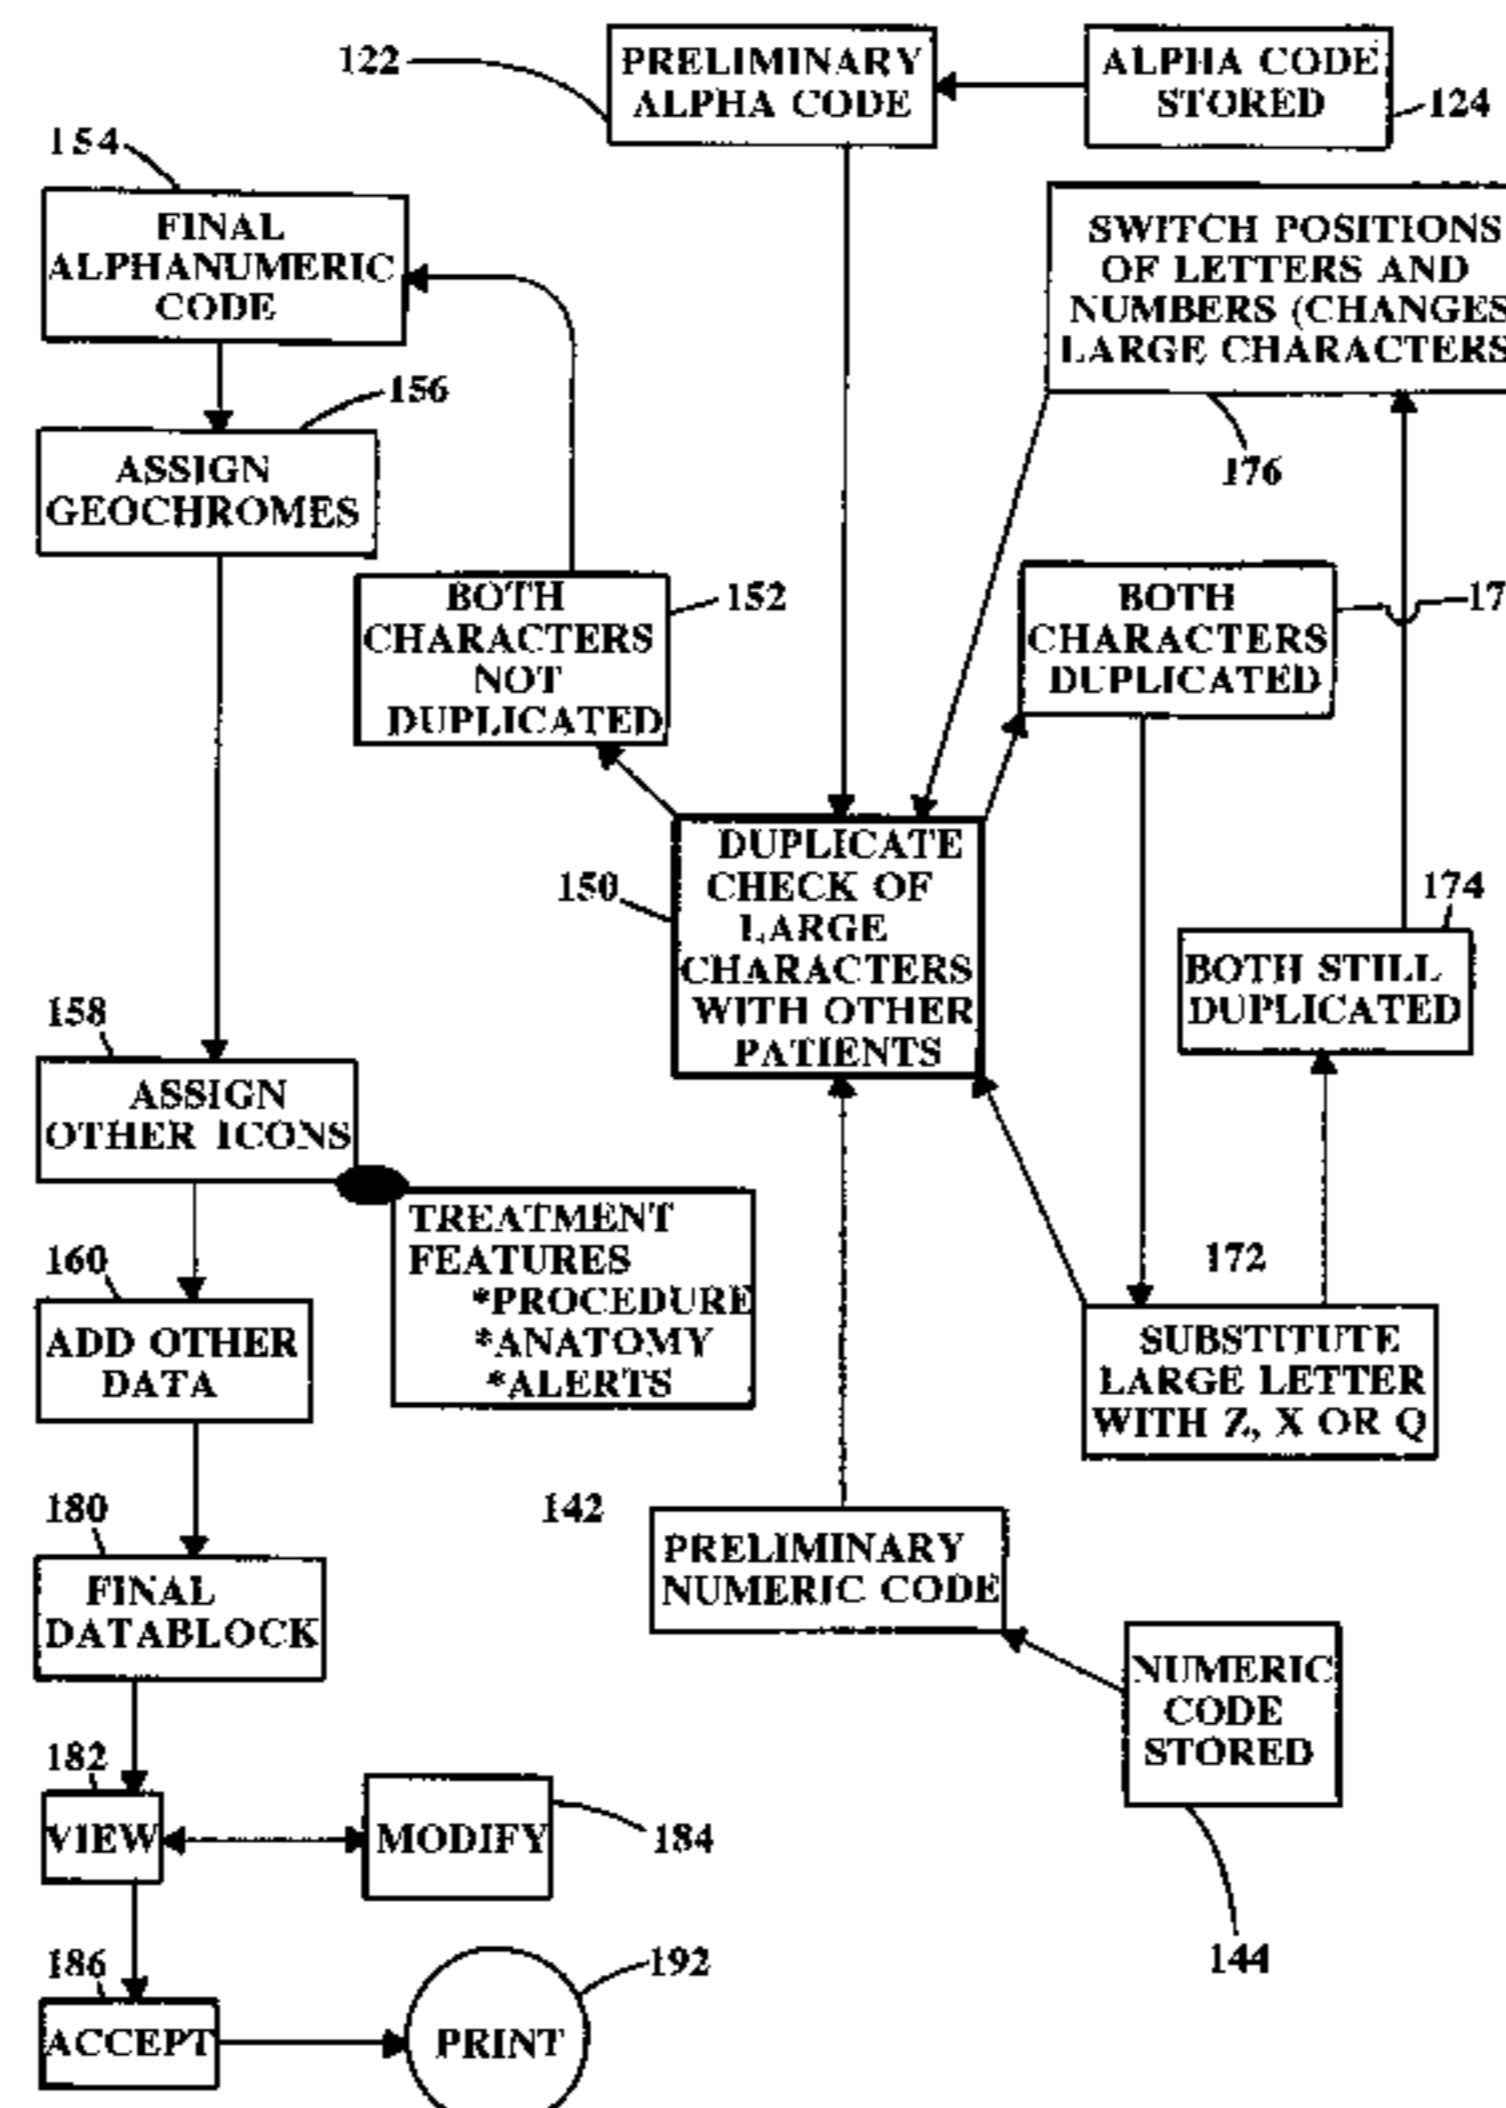 122
PRELIMINARY
ALPHA CODE
ALPHA CODE
STORED
124
154
FINAL
ALPHANUMERIC
CODE
SWITCH POSITIONS
OF LETTERS AND
NUMBERS (CHANGES
LARGE CHARACTERS
176
156
ASSIGN
GEOCHROMES
BOTH
CHARACTERS
NOT
DUPLICATED
152
BOTH
CHARACTERS
DUPLICATED
17
150
DUPLICATE
CHECK OF
LARGE
CHARACTERS
WITH OTHER
PATIENTS
174
BOTH STILL
DUPLICATED
158
ASSIGN
OTHER ICONS
TREATMENT
FEATURES
*PROCEDURE
*ANATOMY
*ALERTS
172
SUBSTITUTE
LARGE LETTER
WITH Z, X OR Q
160
ADD OTHER
DATA
142
PRELIMINARY
NUMERIC CODE
180
FINAL
DATABLOCK
NUMERIC
CODE
STORED
144
182
VIEW
MODIFY
184
186
ACCEPT
PRINT
192